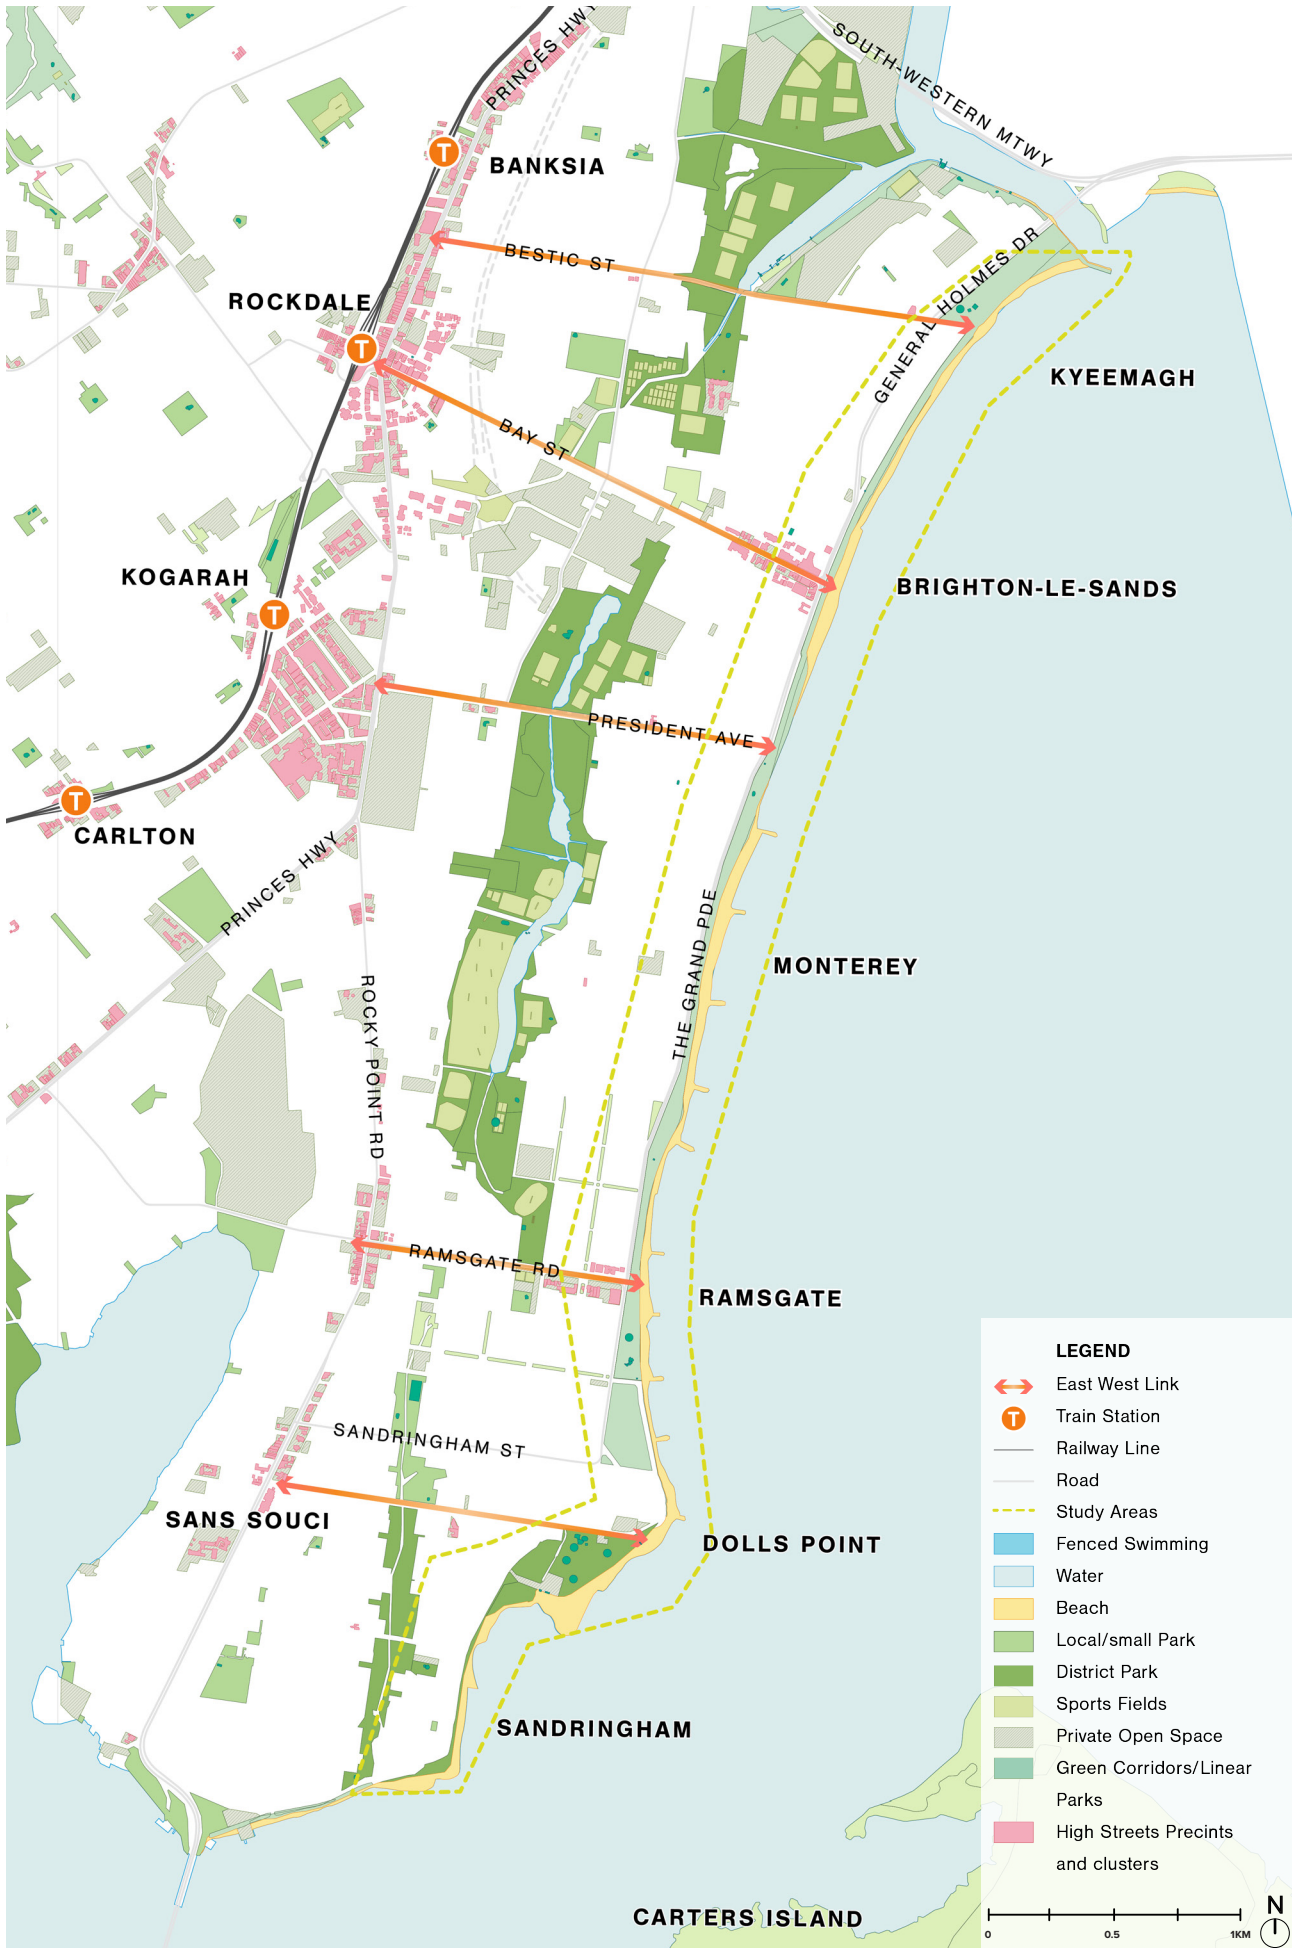 PRINCES HWY
SOUTH-WESTERN MTWY
T
BANKSIA
BESTIC ST
GENERAL HOLMES DR
ROCKDALE
T
KYEEMAGH
BAY ST
KOGARAH
T
BRIGHTON-LE-SANDS
PRESIDENT AVE
T
CARLTON
PRINCES HWY
THE GRAND PDE
MONTEREY
ROCKY POINT RD
RAMSGATE RD
RAMSGATE
SANDRINGHAM ST
SANS SOUCI
DOLLS POINT
SANDRINGHAM
CARTERS ISLAND
LEGEND
East West Link
T Train Station
Railway Line
Road
Study Areas
Fenced Swimming
Water
Beach
Local/small Park
District Park
Sports Fields
Private Open Space
Green Corridors/Linear
Parks
High Streets Precints
and clusters
N
0 0.5 1KM